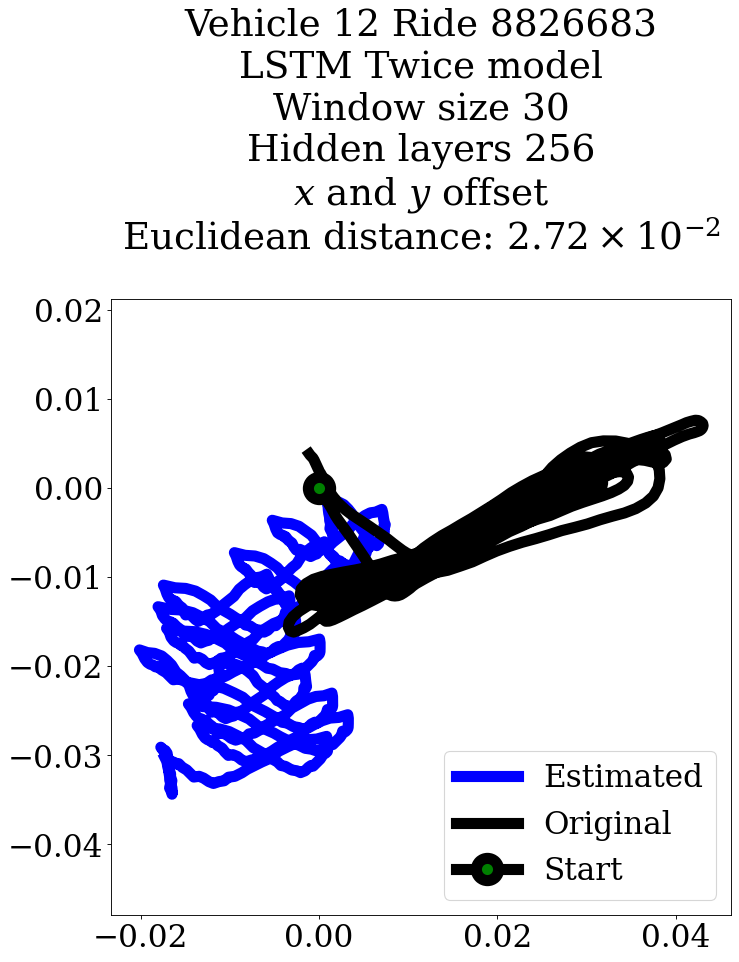 Vehicle 12 Ride 8826683
LSTM Twice model
Window size 30
Hidden layers 256
x and y offset
Euclidean distance: 2.72 × 10⁻²
0.02
0.01
0.00
−0.01
−0.02
−0.03
−0.04
Estimated
Original
Start
−0.02 0.00 0.02 0.04